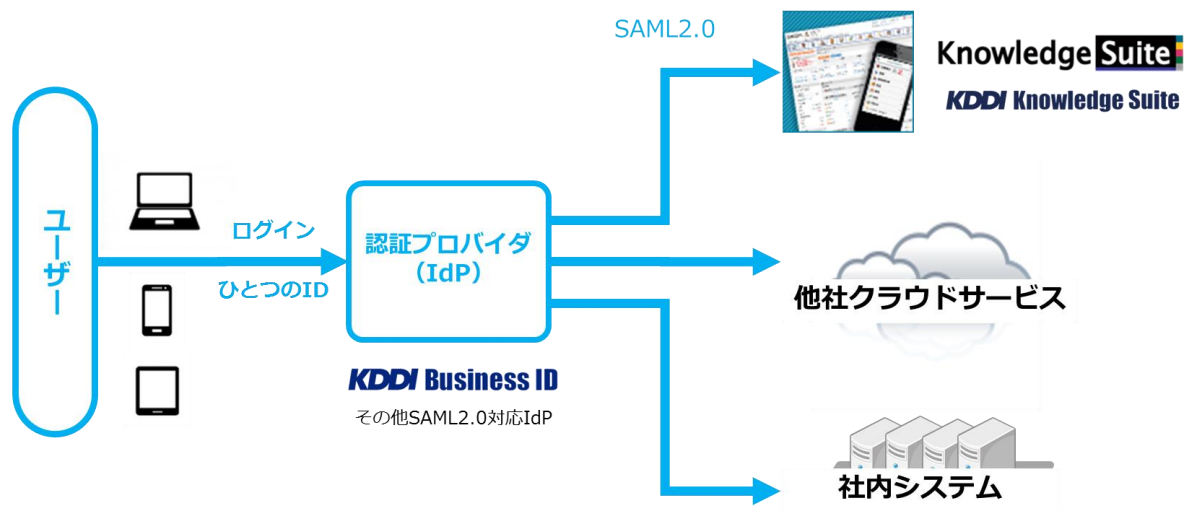 SAML2.0
Knowledge Suite
KDDI Knowledge Suite
ユーザー
ログイン
ひとつのID
認証プロバイダ
（IdP）
KDDI Business ID
その他SAML2.0対応IdP
他社クラウドサービス
社内システム